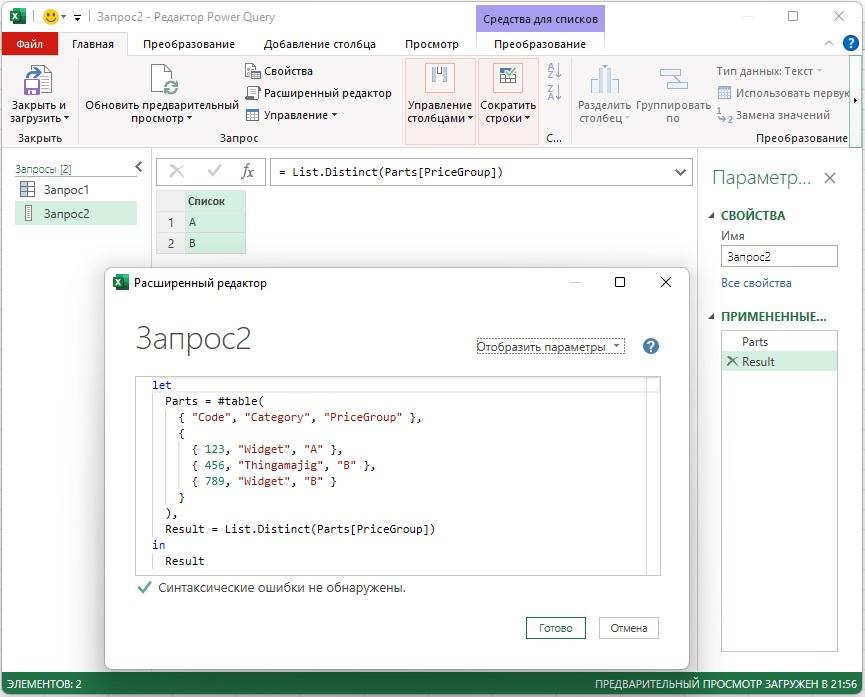 Запрос2 - Редактор Power Query
Средства для списков
Файл Главная Преобразование Добавление столбца Просмотр Преобразование
Закрыть и загрузить
Закрыть
Обновить предварительный просмотр
Свойства
Расширенный редактор
Управление
Запрос
Управление столбцами
Сократить строки
С...
Разделить столбец
Группировать по
Тип данных: Текст
Использовать первую
Замена значений
Преобразование
Запросы [2]
Запрос1
Запрос2
fx = List.Distinct(Parts[PriceGroup])
Список
1 A
2 B
Параметр...
СВОЙСТВА
Имя
Запрос2
Все свойства
ПРИМЕНЕННЫЕ...
Parts
Result
Расширенный редактор
Запрос2
Отобразить параметры
let
Parts = #table(
{ "Code", "Category", "PriceGroup" },
{
{ 123, "Widget", "A" },
{ 456, "Thingamajig", "B" },
{ 789, "Widget", "B" }
}
),
Result = List.Distinct(Parts[PriceGroup])
in
Result
Синтаксические ошибки не обнаружены.
Готово Отмена
ЭЛЕМЕНТОВ: 2
ПРЕДВАРИТЕЛЬНЫЙ ПРОСМОТР ЗАГРУЖЕН В 21:56